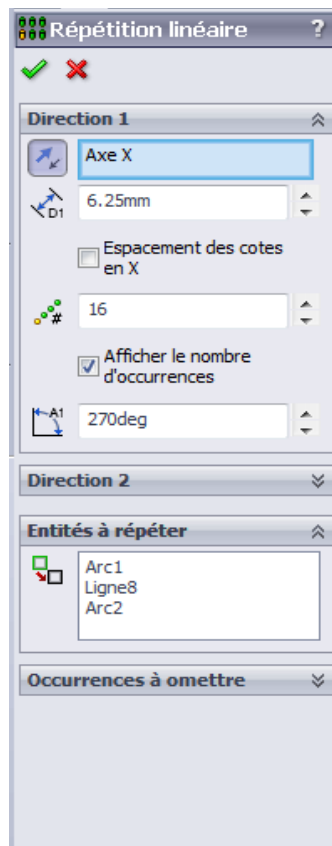 Répétition linéaire ?
Direction 1
Axe X
D1 6.25mm
Espacement des cotes
en X
# 16
Afficher le nombre
d'occurrences
A1 270deg
Direction 2
Entités à répéter
Arc1
Ligne8
Arc2
Occurrences à omettre